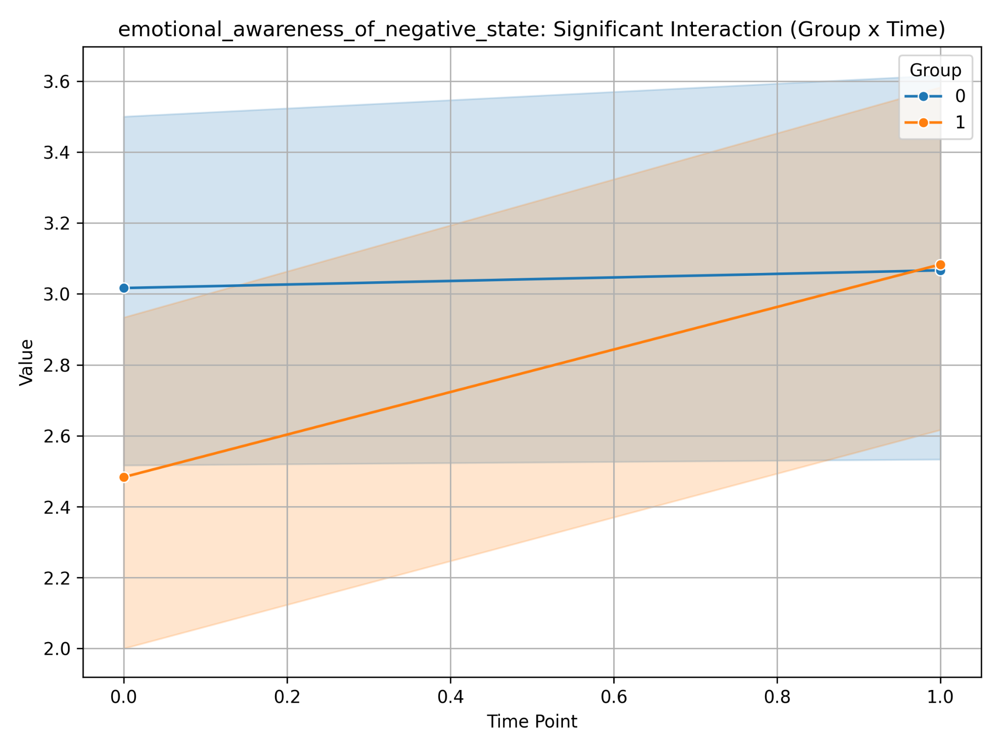 emotional_awareness_of_negative_state: Significant Interaction (Group x Time)
Group
0
1
3.6
3.4
3.2
3.0
2.8
2.6
2.4
2.2
2.0
Value
0.0 0.2 0.4 0.6 0.8 1.0
Time Point